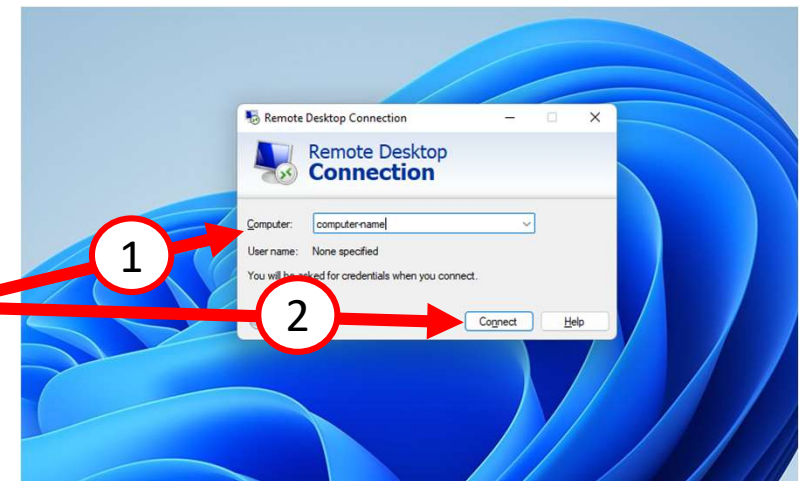 Remote Desktop Connection
Remote Desktop
Connection
Computer: computer-name
1
User name: None specified
You will be asked for credentials when you connect.
2
Connect Help